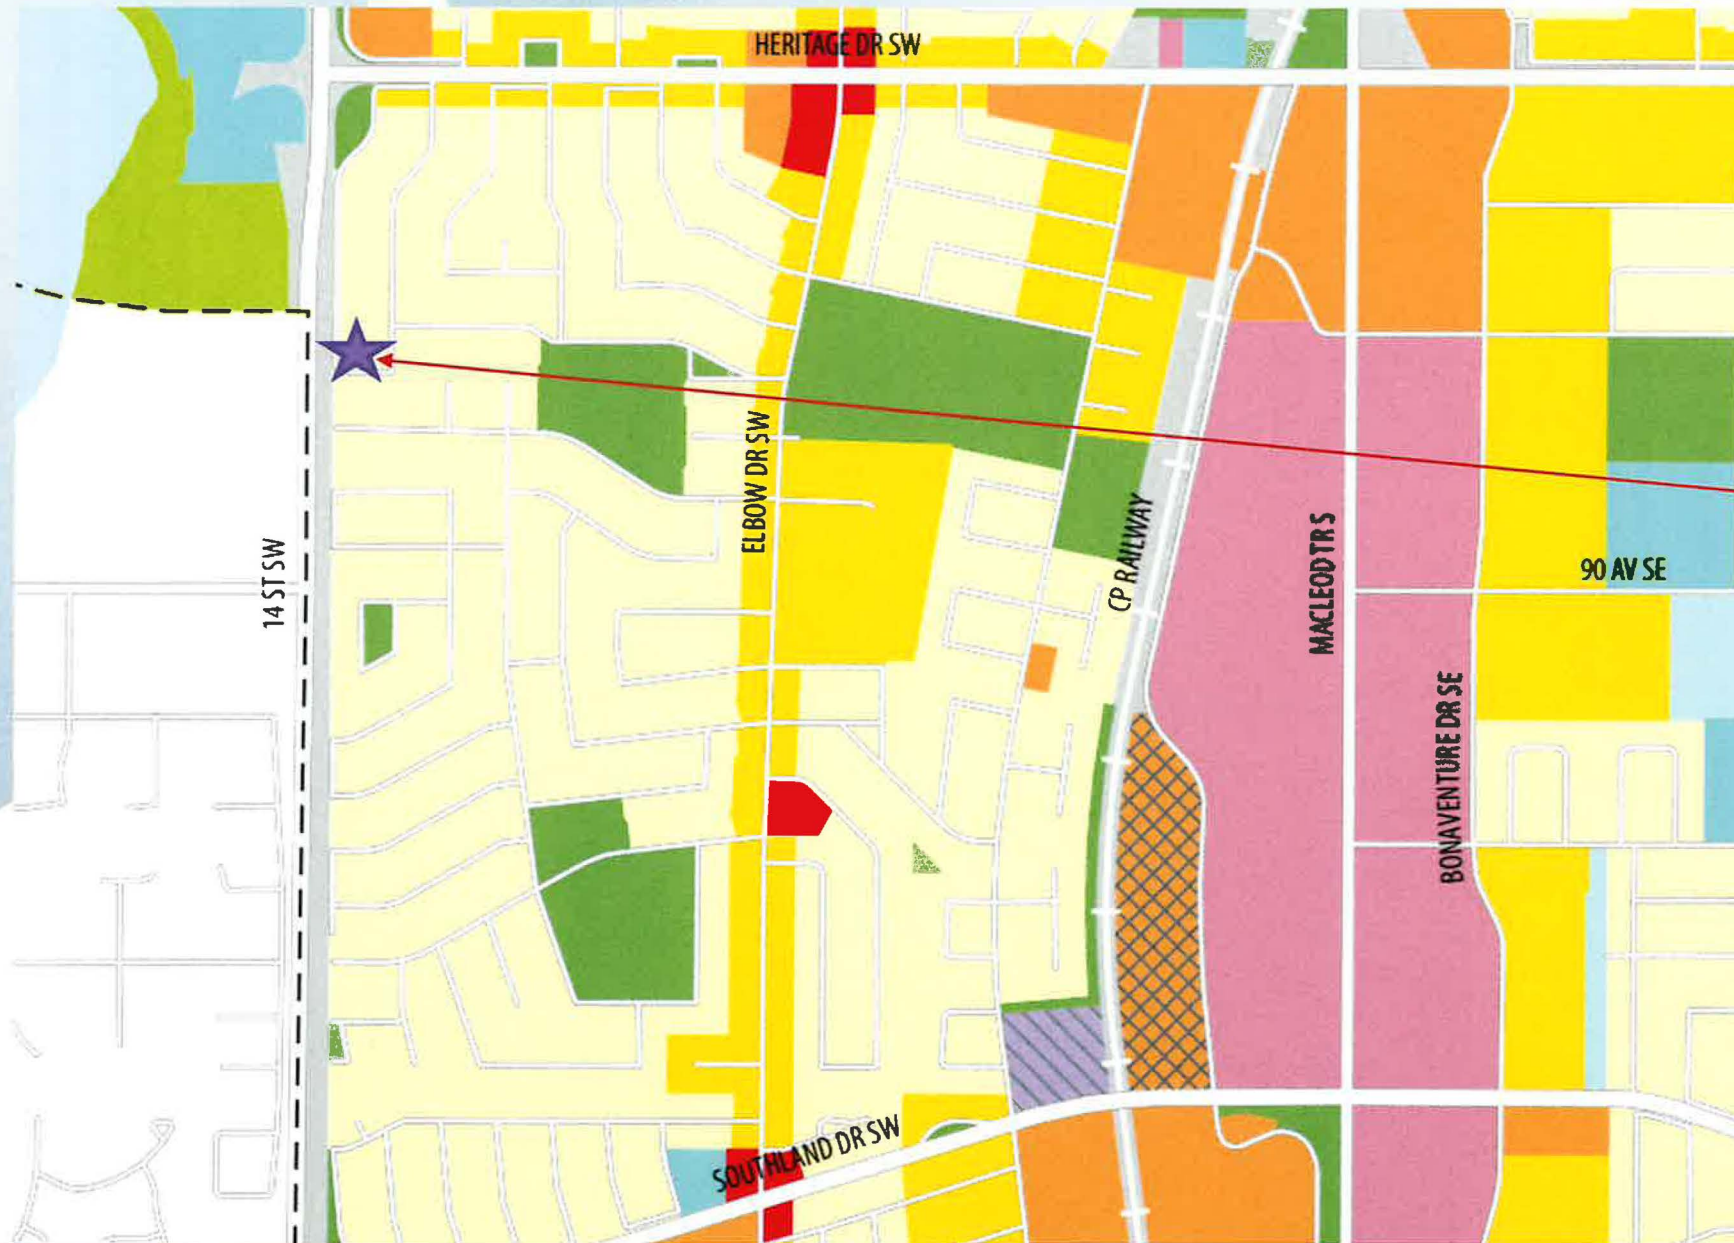 HERITAGE DR SW
ELBOW DR SW
14 ST SW
CP RAILWAY
MACLEOD TR S
90 AV SE
BONAVENTURE DR SE
SOUTHLAND DR SW